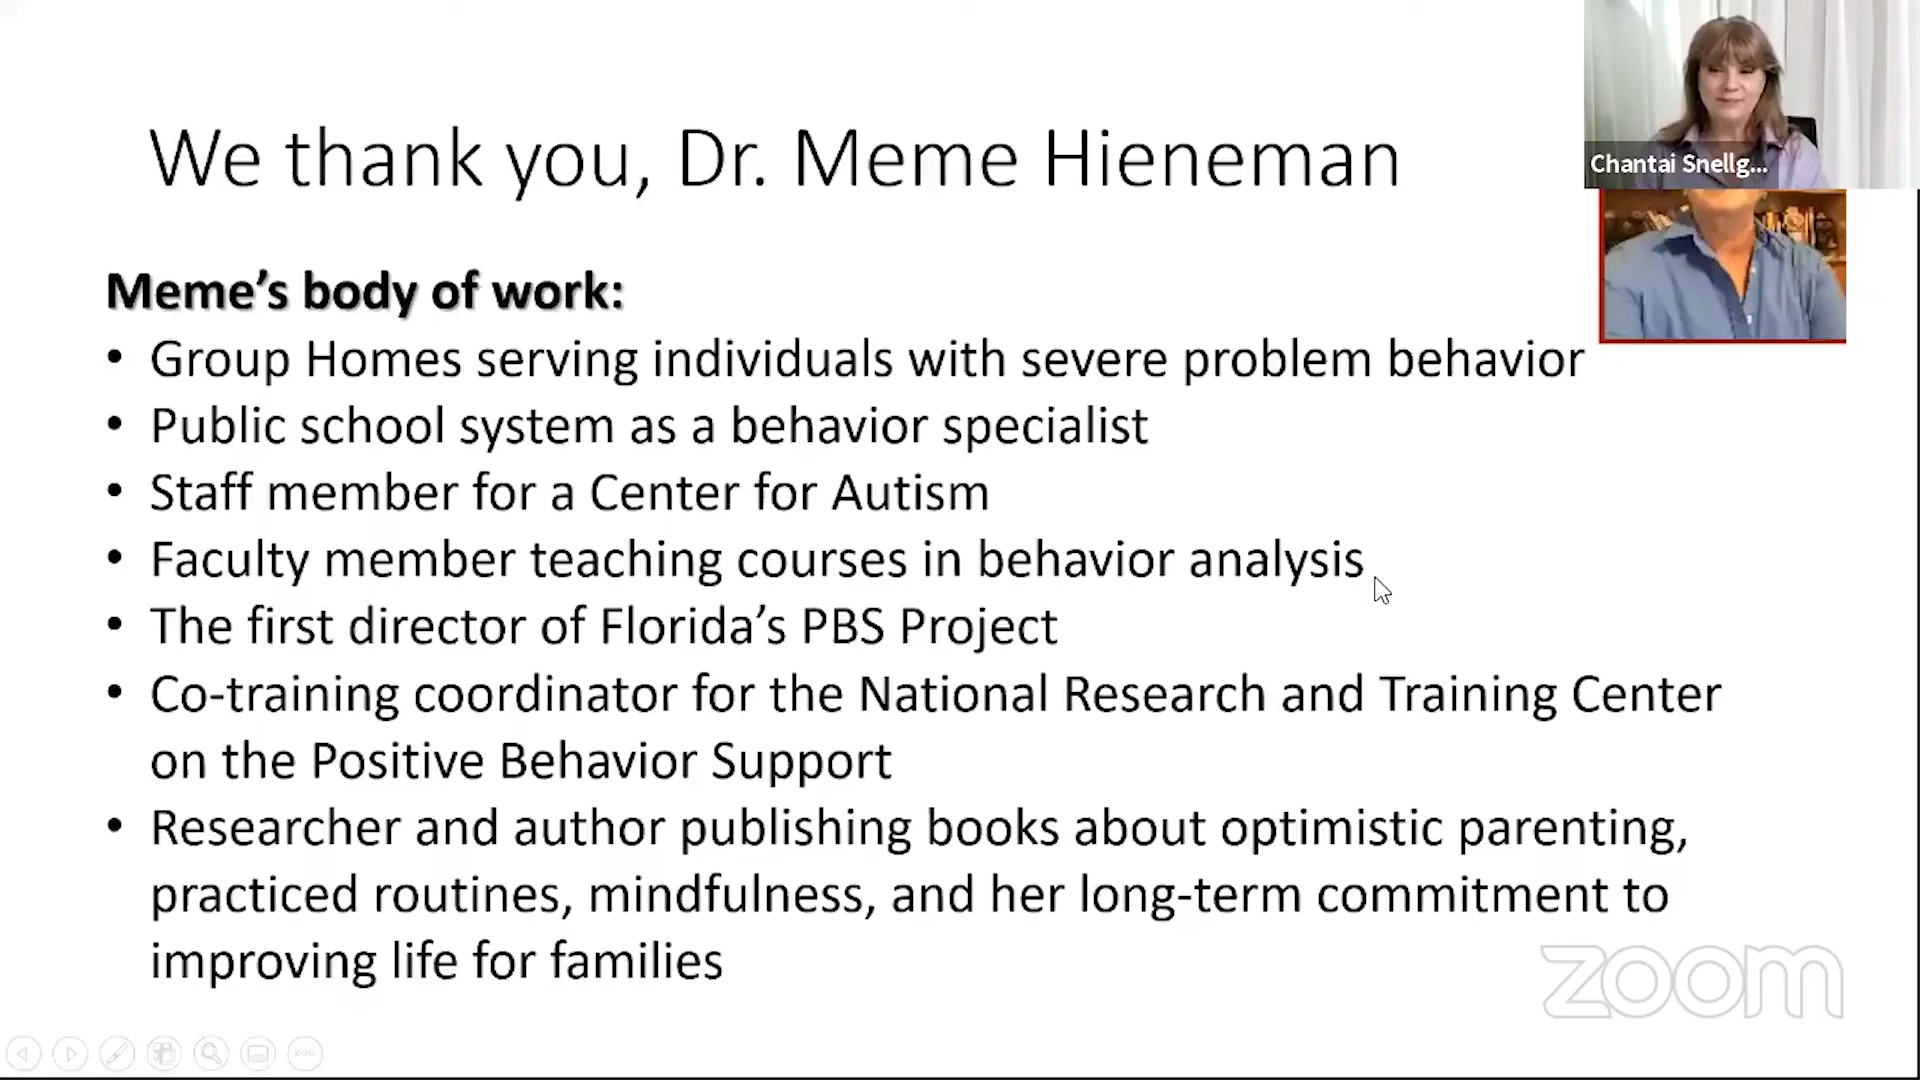 We thank you, Dr. Meme Hieneman
Chantai Snellg...
Meme’s body of work:
• Group Homes serving individuals with severe problem behavior
• Public school system as a behavior specialist
• Staff member for a Center for Autism
• Faculty member teaching courses in behavior analysis
• The first director of Florida’s PBS Project
• Co-training coordinator for the National Research and Training Center
on the Positive Behavior Support
• Researcher and author publishing books about optimistic parenting,
practiced routines, mindfulness, and her long-term commitment to
improving life for families
zoom